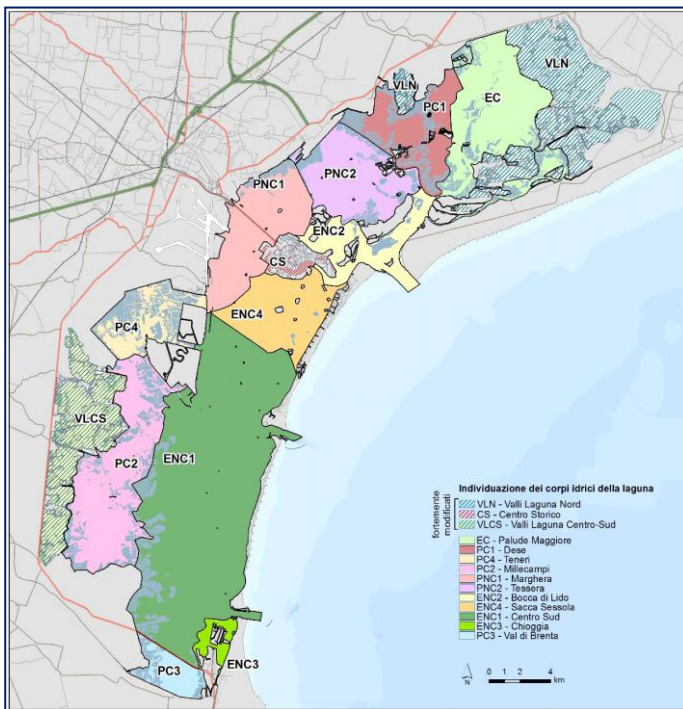 VLN
VLN
EC
PC1
PNC2
PNC1
ENC2
CS
ENC4
PC4
VLCS
PC2
ENC1
PC3
ENC3
Individuazione dei corpi idrici della laguna
fortemente
modificati
VLN - Valli Laguna Nord
CS - Centro Storico
VLCS - Valli Laguna Centro-Sud
EC - Palude Maggiore
PC1 - Dese
PC4 - Teneri
PC2 - Millecampi
PNC1 - Marghera
PNC2 - Tessera
ENC2 - Bocca di Lido
ENC4 - Sacca Sessola
ENC1 - Centro Sud
ENC3 - Chioggia
PC3 - Val di Brenta
N
0 1 2 4
km